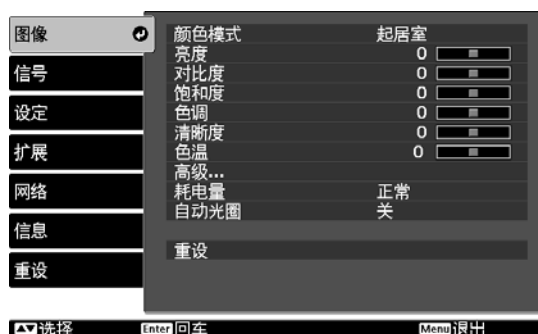 图像
信号
设定
扩展
网络
信息
重设
颜色模式 起居室
亮度 0
对比度 0
饱和度 0
色调 0
清晰度 0
色温 0
高级...
耗电量 正常
自动光圈 关
重设
选择 Enter 回车 Menu 退出